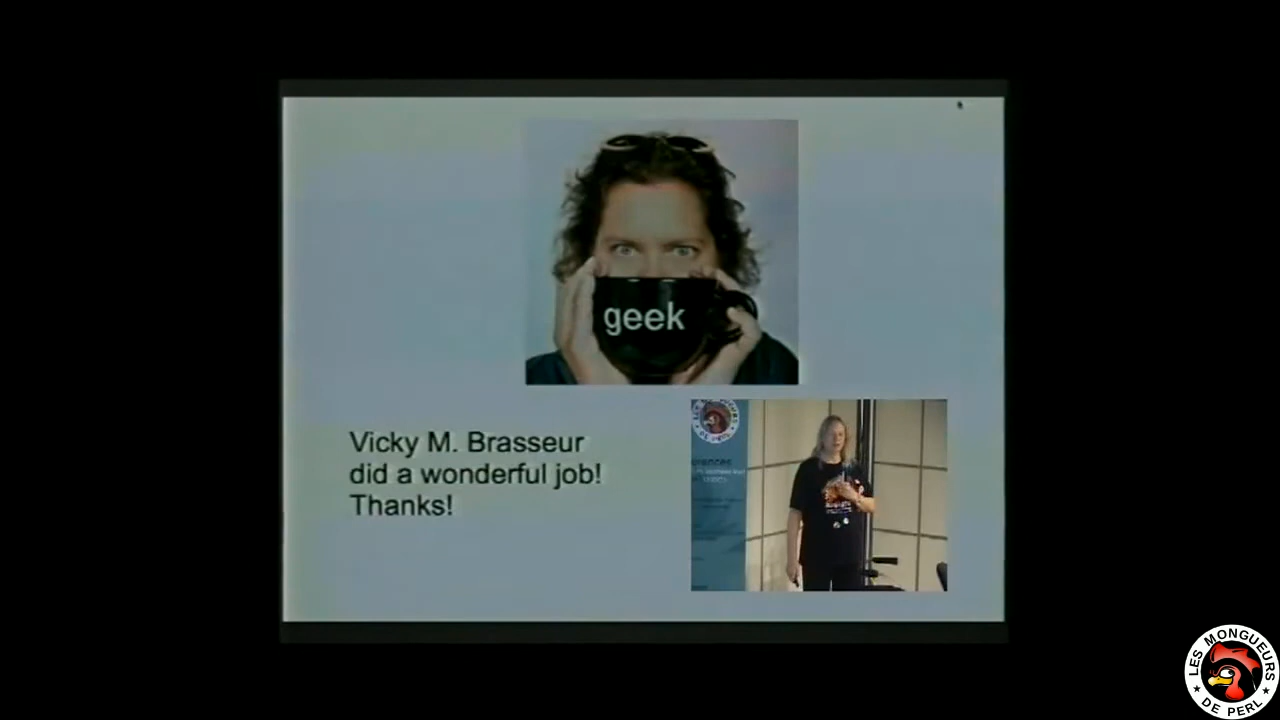 geek
Vicky M. Brasseur
did a wonderful job!
Thanks!
LES MONGUEURS
DE PERL